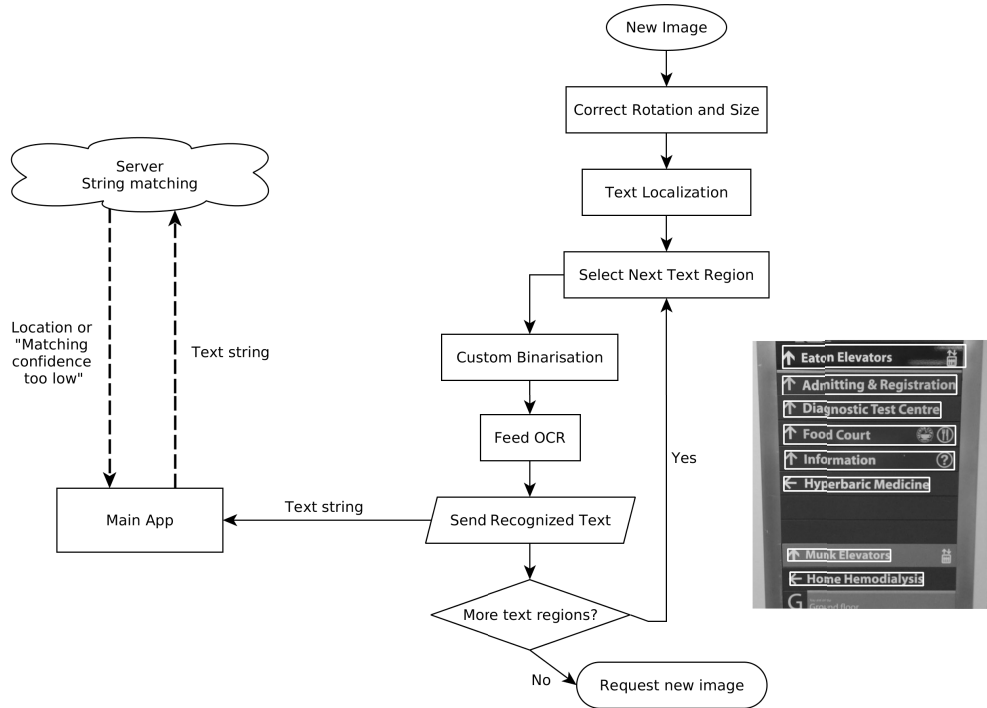 New Image
Correct Rotation and Size
Text Localization
Select Next Text Region
Custom Binarisation
Feed OCR
Send Recognized Text
More text regions?
Yes
No
Request new image
Text string
Main App
Server
String matching
Location or
"Matching
confidence
too low"
Text string
Eaton Elevators
Admitting & Registration
Diagnostic Test Centre
Food Court
Information
?
Hyperbaric Medicine
Munk Elevators
Home Hemodialysis
G
Ground floor